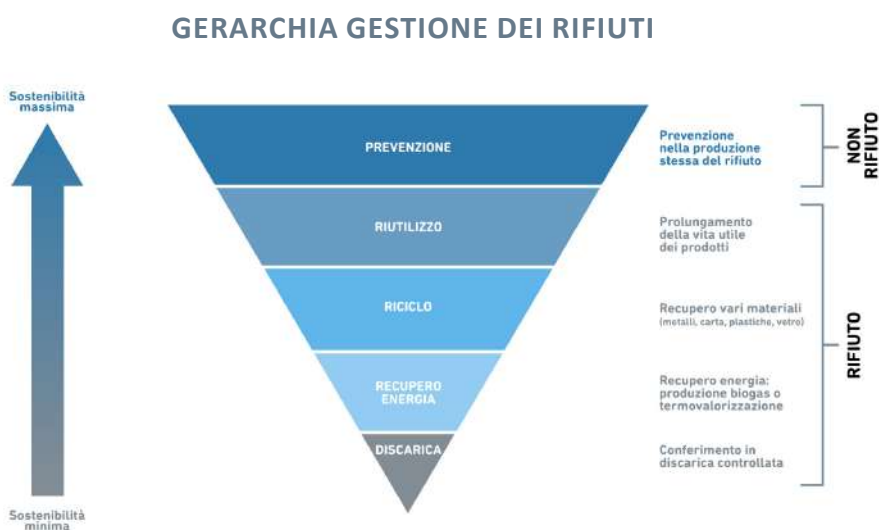 GERARCHIA GESTIONE DEI RIFIUTI
Sostenibilità
massima
PREVENZIONE
Prevenzione
nella produzione
stessa del rifiuto
NON
RIFIUTO
RIUTILIZZO
Prolungamento
della vita utile
dei prodotti
RICICLO
Recupero vari materiali
(metalli, carta, plastiche, vetro)
RIFIUTO
RECUPERO
ENERGIA
Recupero energia:
produzione biogas o
termovalorizzazione
DISCARICA
Conferimento in
discarica controllata
Sostenibilità
minima